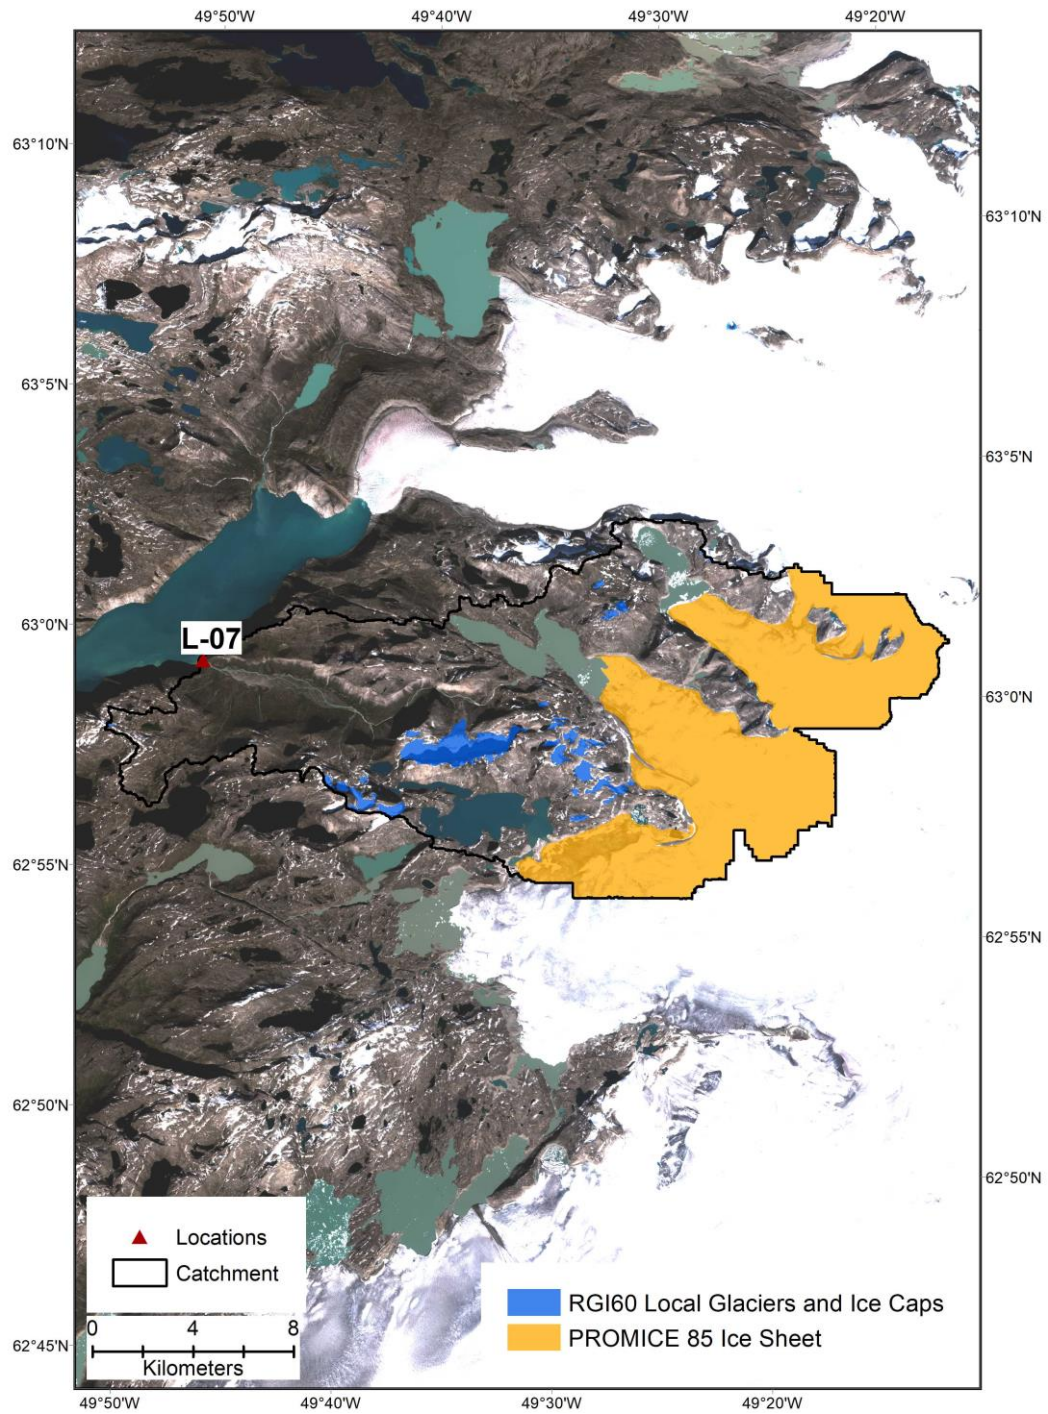 49°50'W 49°40'W 49°30'W 49°20'W
63°10'N
63°10'N
63°5'N
63°5'N
63°0'N
L-07
63°0'N
62°55'N
62°55'N
62°50'N
62°50'N
Locations
Catchment
RGI60 Local Glaciers and Ice Caps
0 4 8
PROMICE 85 Ice Sheet
62°45'N
Kilometers
49°50'W 49°40'W 49°30'W 49°20'W